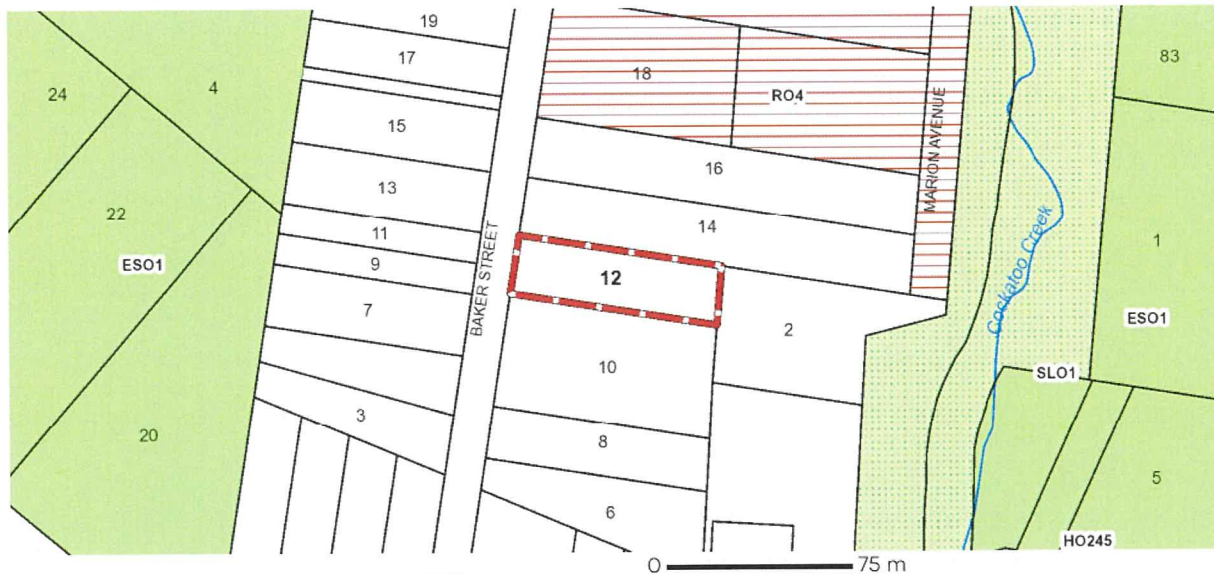 19
17
4
24
18
83
RO4
15
MARION AVENUE
16
13
22
14
11
BAKER STREET
1
ESO1
9
12
Cockatoo Creek
7
2
ESO1
10
SLO1
3
20
8
5
6
HO245
0 75 m